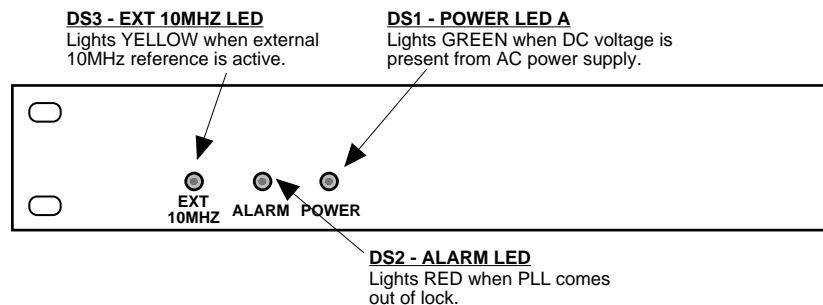 DS3 - EXT 10MHZ LED
Lights YELLOW when external
10MHz reference is active.
DS1 - POWER LED A
Lights GREEN when DC voltage is
present from AC power supply.
EXT
10MHZ
ALARM
POWER
DS2 - ALARM LED
Lights RED when PLL comes
out of lock.